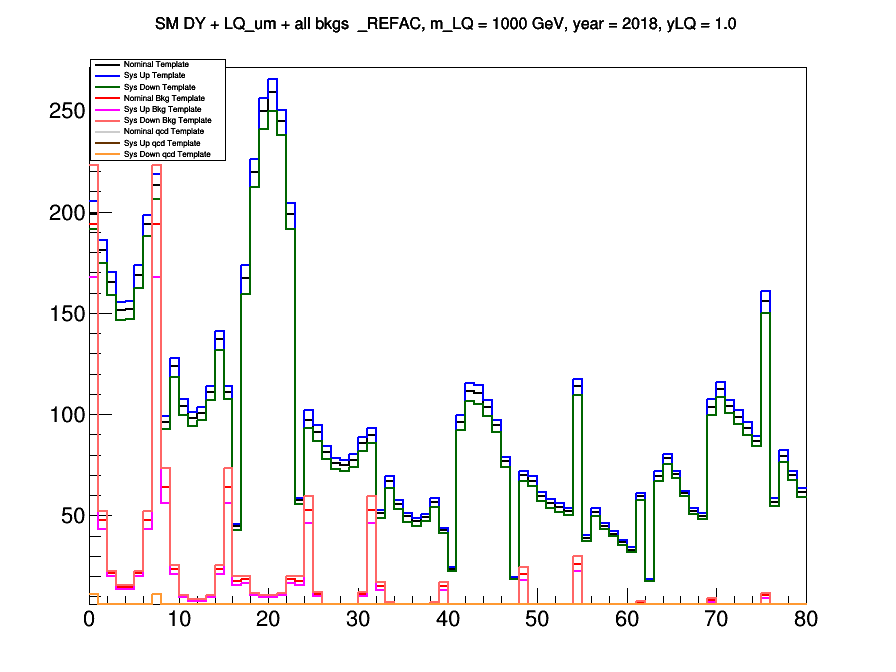 SM DY + LQ_um + all bkgs _REFAC, m_LQ = 1000 GeV, year = 2018, yLQ = 1.0
Nominal Template
Sys Up Template
Sys Down Template
Nominal Bkg Template
Sys Up Bkg Template
Sys Down Bkg Template
Nominal qcd Template
Sys Up qcd Template
Sys Down qcd Template
250
200
150
100
50
0 10 20 30 40 50 60 70 80